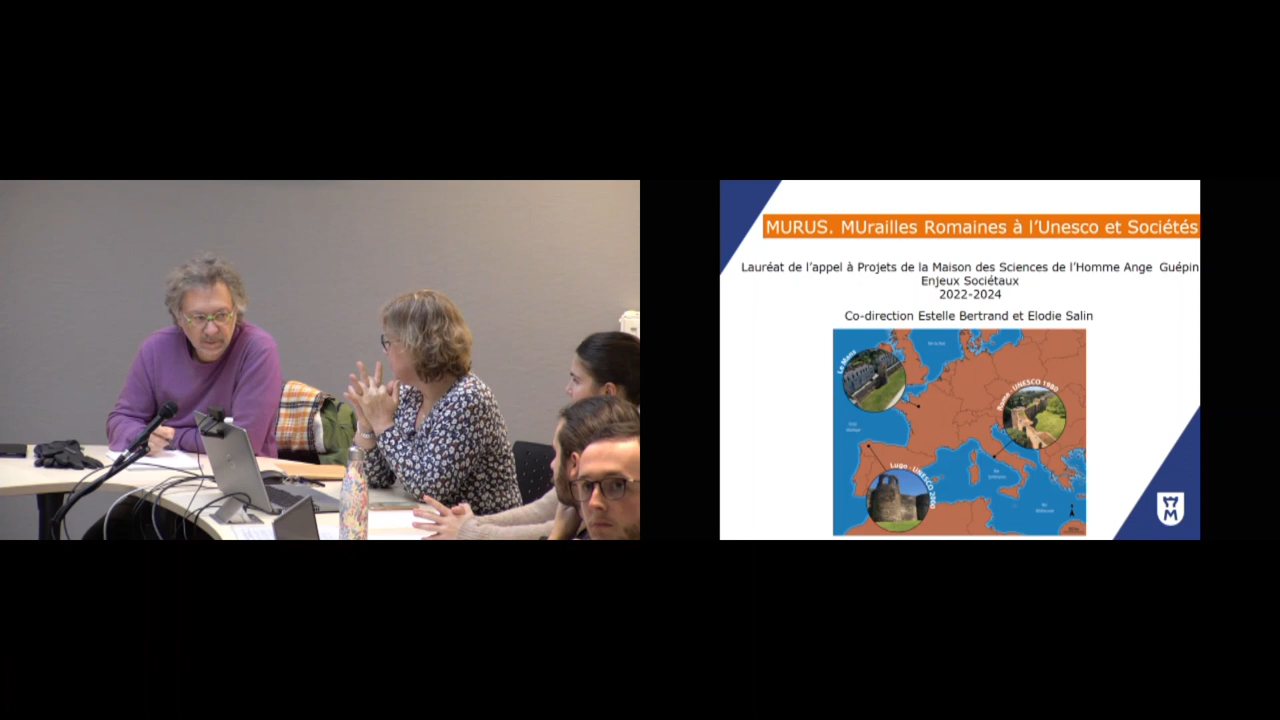 MURUS. MUrailles Romaines à l'Unesco et Sociétés
Lauréat de l'appel à Projets de la Maison des Sciences de l'Homme Ange Guépin
Enjeux Sociétaux
2022-2024
Co-direction Estelle Bertrand et Elodie Salin
Le Mans
Rome - UNESCO 1980
Lugo - UNESCO 2000